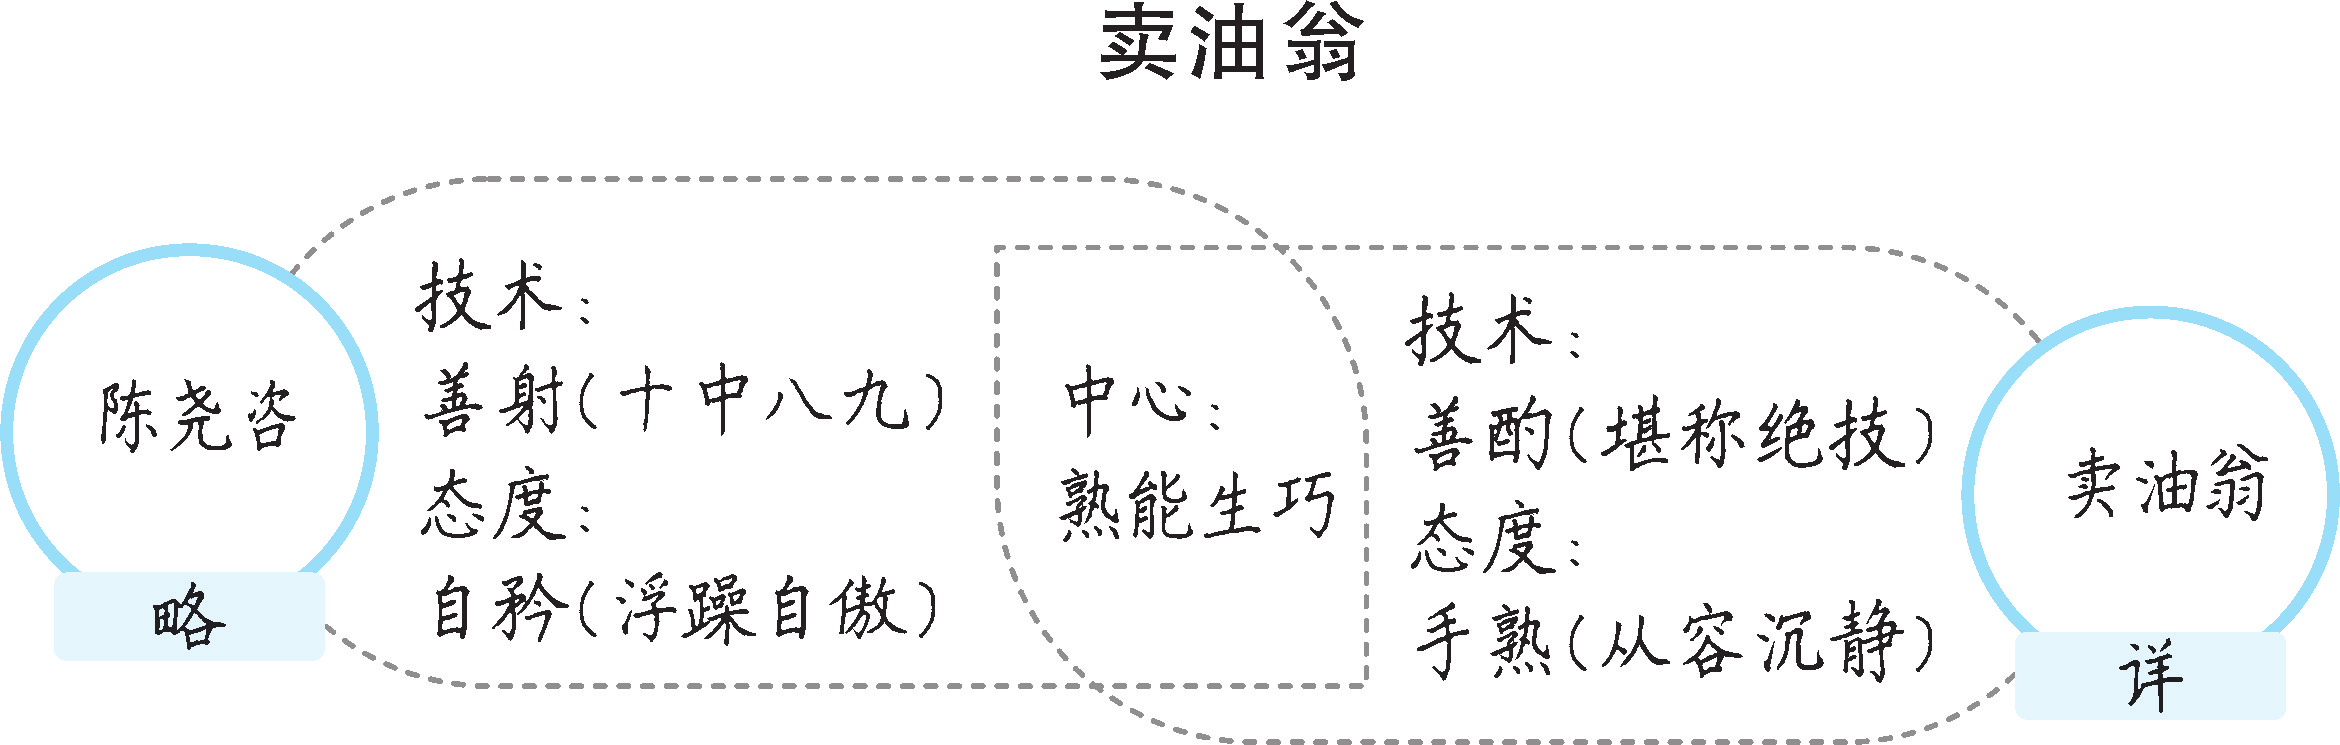 卖油翁
陈尧咨
略
技术：
善射(十中八九)
态度：
自矜(浮躁自傲)
中心：
熟能生巧
技术：
善酌(堪称绝技)
态度：
手熟(从容沉静)
卖油翁
详